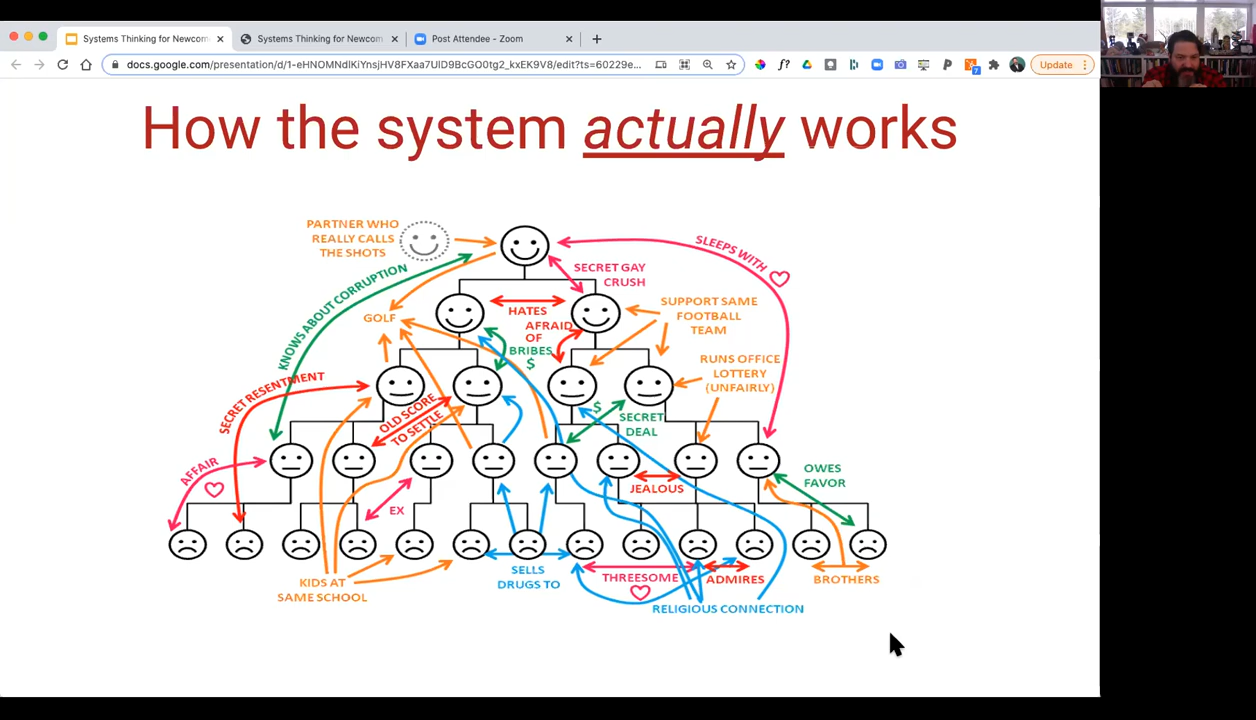 Systems Thinking for Newcom
Systems Thinking for Newcom
Post Attendee - Zoom
docs.google.com/presentation/d/1-eHNOMNdIKiYnsjHV8FXaa7UID9BcGO0tg2_kxEK9V8/edit?ts=60229e...
f?
7
Update
How the system actually works
PARTNER WHO
REALLY CALLS
THE SHOTS
SLEEPS WITH
SECRET GAY
CRUSH
KNOWS ABOUT CORRUPTION
GOLF
HATES
SUPPORT SAME
FOOTBALL
TEAM
AFRAID
OF
BRIBES
$
RUNS OFFICE
LOTTERY
(UNFAIRLY)
SECRET RESENTMENT
OLD SCORE
TO SETTLE
$
SECRET
DEAL
AFFAIR
OWES
FAVOR
JEALOUS
EX
KIDS AT
SAME SCHOOL
SELLS
DRUGS TO
THREESOME
ADMIRES
BROTHERS
RELIGIOUS CONNECTION